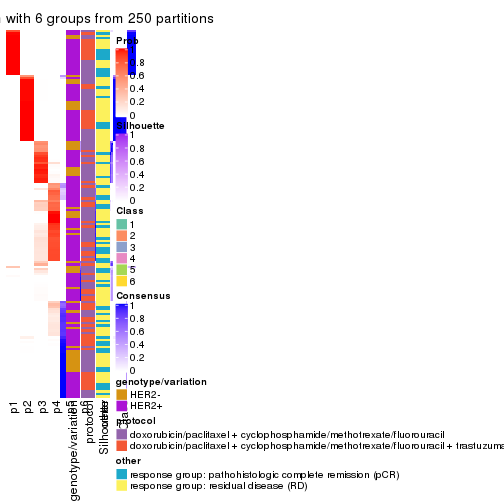 with 6 groups from 250 partitions
Prob
1
0.8
0.6
0.4
0.2
0
Silhouette
1
0.8
0.6
0.4
0.2
0
Class
1
2
3
4
5
6
Consensus
1
0.8
0.6
0.4
0.2
0
genotype/variation
HER2-
HER2+
protocol
doxorubicin/paclitaxel + cyclophosphamide/methotrexate/fluorouracil
doxorubicin/paclitaxel + cyclophosphamide/methotrexate/fluorouracil + trastuzuma
other
response group: pathohistologic complete remission (pCR)
response group: residual disease (RD)
p1
p2
p3
p4
genotype/variation
protocol
Silhouette